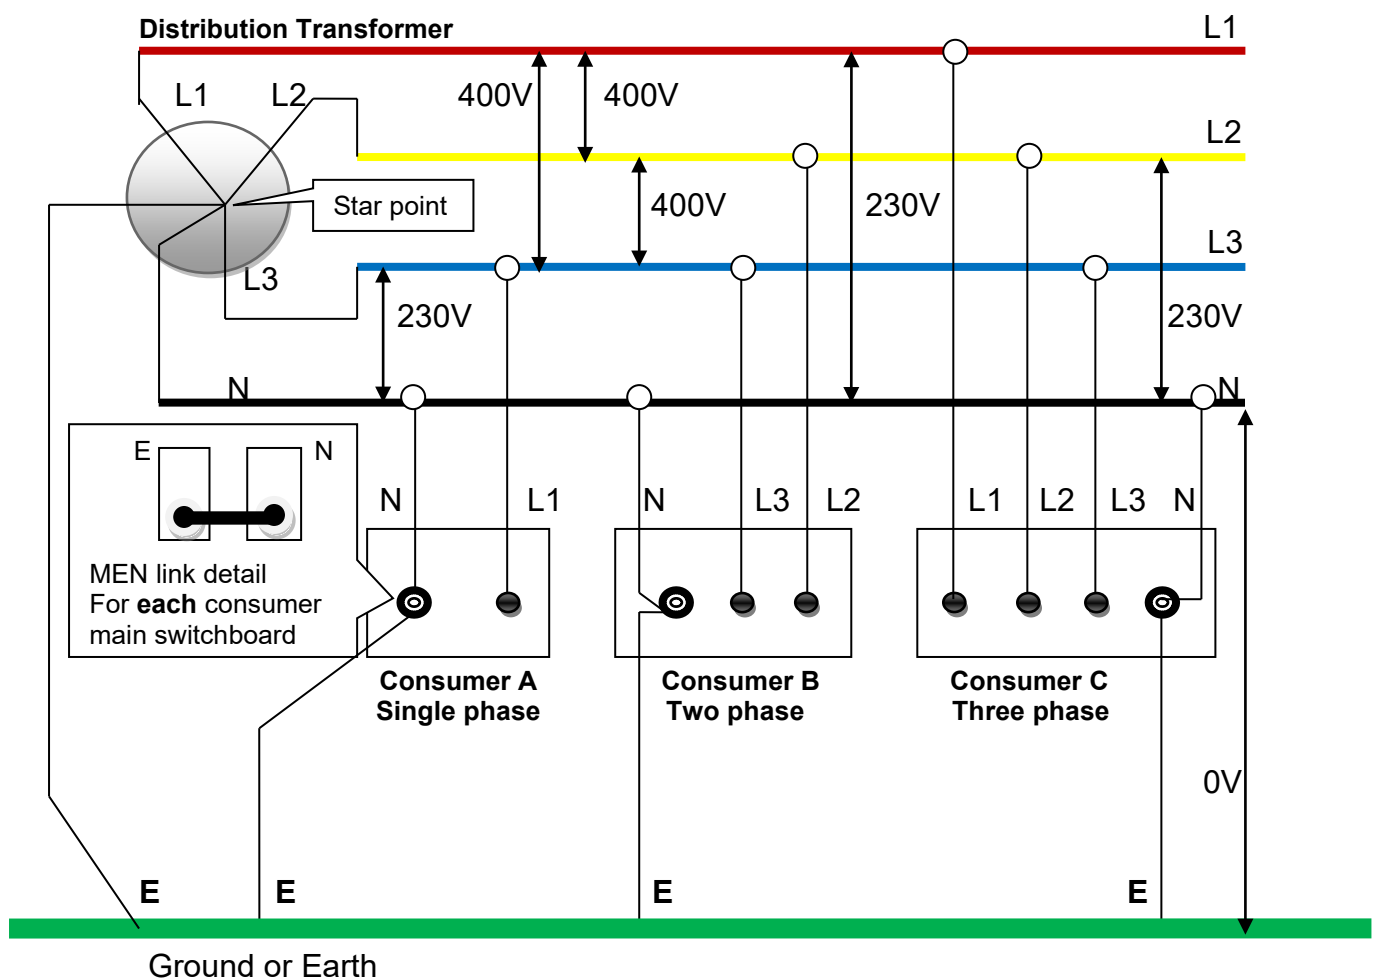 Distribution Transformer
L1
L1
L2
400V
400V
L2
Star point
400V
230V
L3
L3
230V
230V
N
N
E
N
N
L1
N
L3
L2
L1
L2
L3
N
MEN link detail
For each consumer
main switchboard
Consumer A
Single phase
Consumer B
Two phase
Consumer C
Three phase
0V
E
E
E
E
Ground or Earth